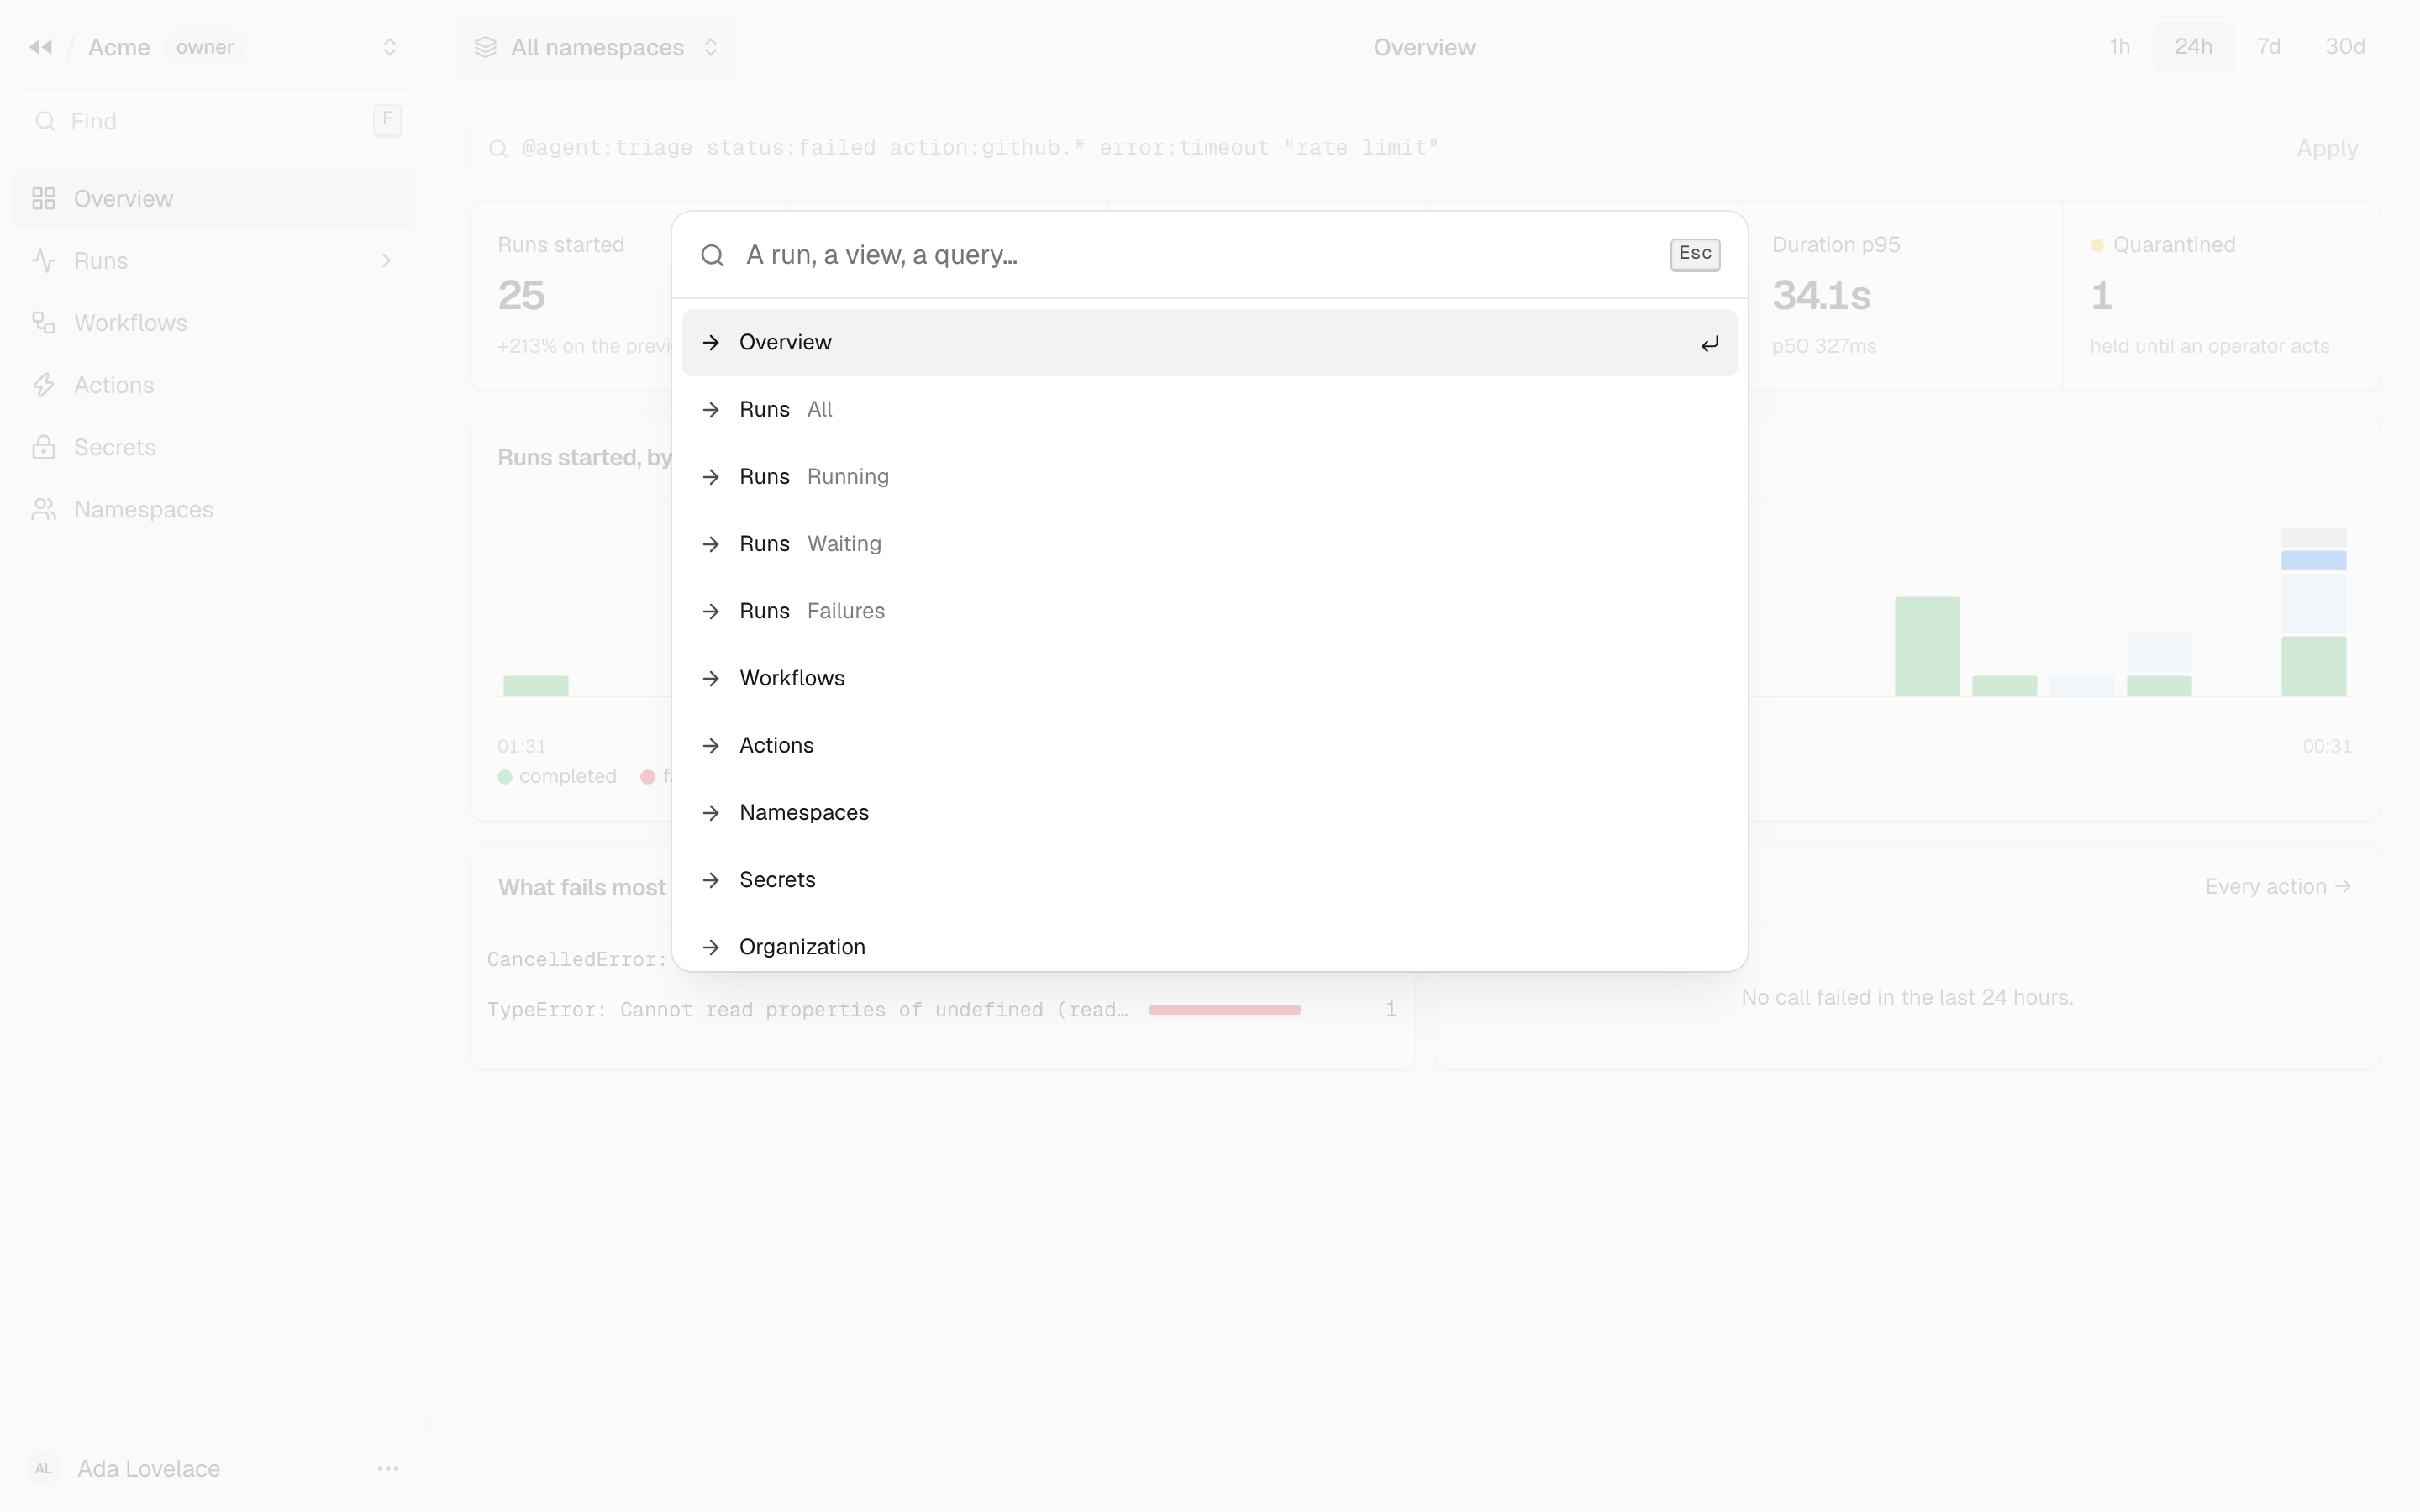 Acme owner
All namespaces
Overview
1h 24h 7d 30d
Find F
@agent:triage status:failed action:github.* error:timeout "rate limit"
Apply
Overview
Runs
Workflows
Actions
Secrets
Namespaces
Runs started
25
+213% on the
A run, a view, a query... Esc
Overview
Runs All
Runs Running
Runs Waiting
Runs Failures
Workflows
Actions
Namespaces
Secrets
Organization
Duration p95
34.1s
p50 327ms
Quarantined
1
held until an operator acts
Runs started, by
01:31
00:31
completed
What fails most
CancelledError:
TypeError: Cannot read properties of undefined (read… 1
Every action →
No call failed in the last 24 hours.
AL Ada Lovelace